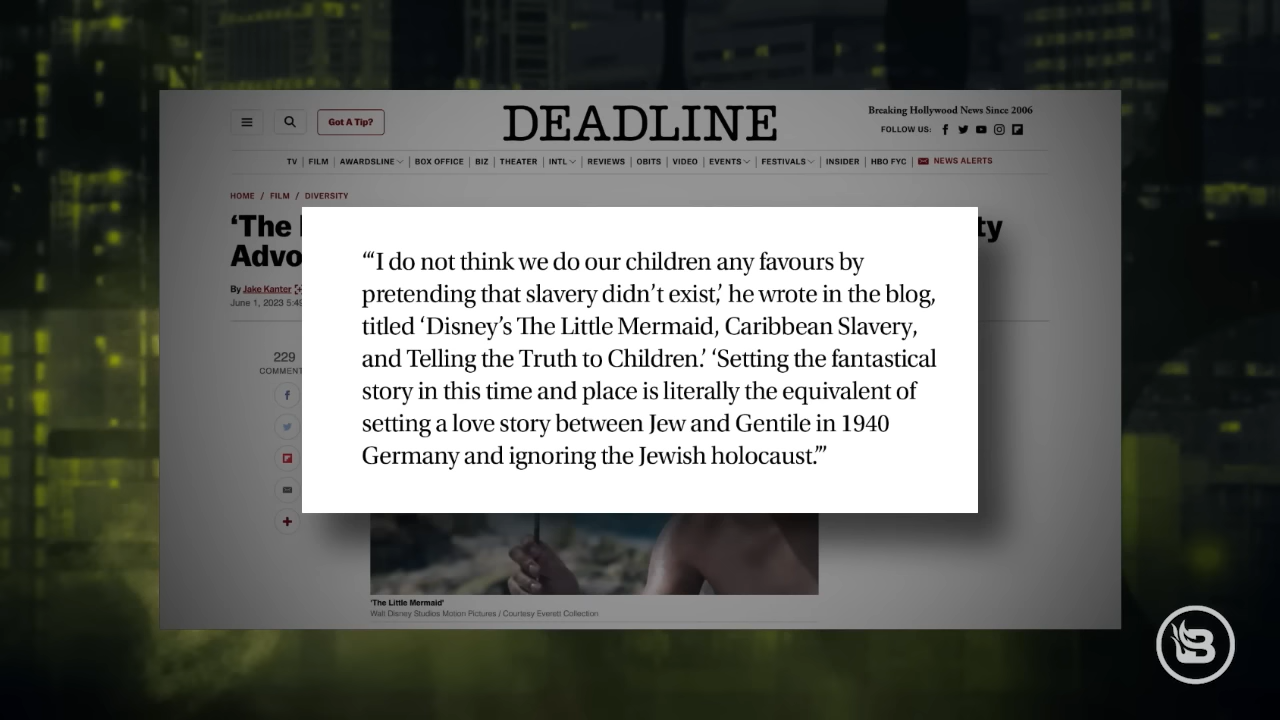 Got A Tip?
DEADLINE
Breaking Hollywood News Since 2006
FOLLOW US:
TV | FILM | AWARDSLINE | BOX OFFICE | BIZ | THEATER | INTL | REVIEWS | OBITS | VIDEO | EVENTS | FESTIVALS | INSIDER | HBO FYC | NEWS ALERTS
HOME / FILM / DIVERSITY
‘The
ty
Advo
By Jake Kanter
June 1, 2023 5:4
229
COMMENT
“‘I do not think we do our children any favours by
pretending that slavery didn’t exist,’ he wrote in the blog,
titled ‘Disney’s The Little Mermaid, Caribbean Slavery,
and Telling the Truth to Children.’ ‘Setting the fantastical
story in this time and place is literally the equivalent of
setting a love story between Jew and Gentile in 1940
Germany and ignoring the Jewish holocaust.’”
'The Little Mermaid'
Walt Disney Studios Motion Pictures / Courtesy Everett Collection
B